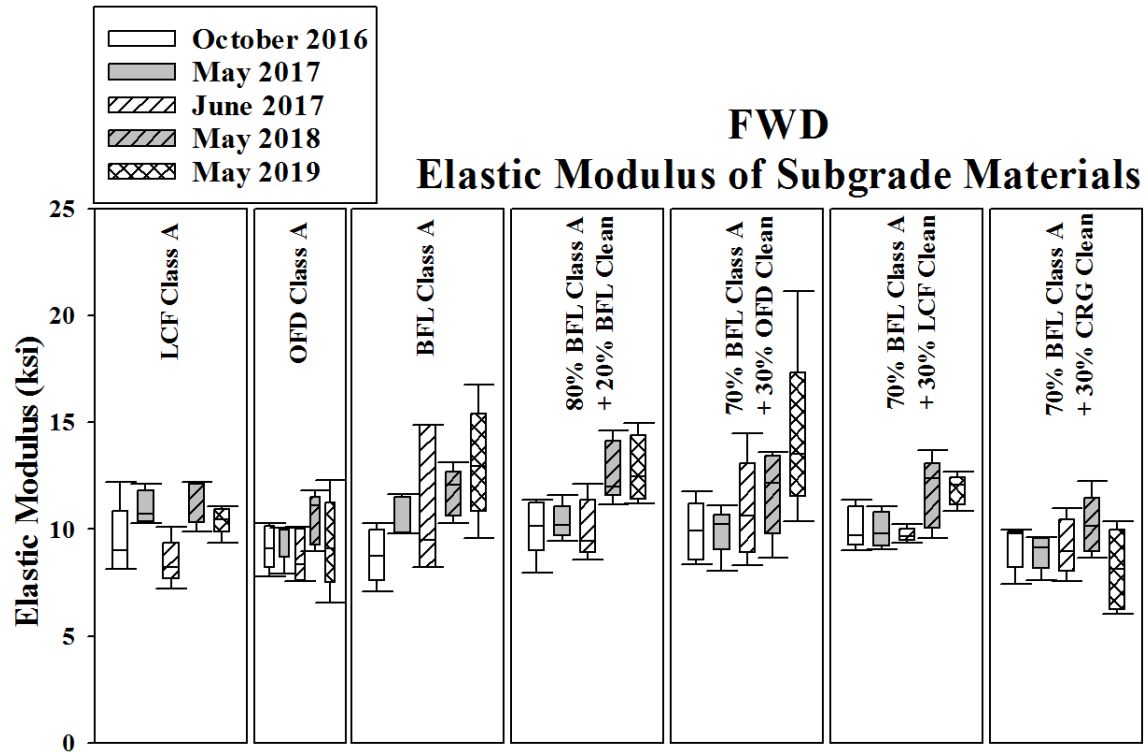 October 2016
May 2017
June 2017
May 2018
May 2019
FWD
Elastic Modulus of Subgrade Materials
Elastic Modulus (ksi)
25
20
15
10
5
0
LCF Class A
OFD Class A
BFL Class A
80% BFL Class A
+ 20% BFL Clean
70% BFL Class A
+ 30% OFD Clean
70% BFL Class A
+ 30% LCF Clean
70% BFL Class A
+ 30% CRG Clean